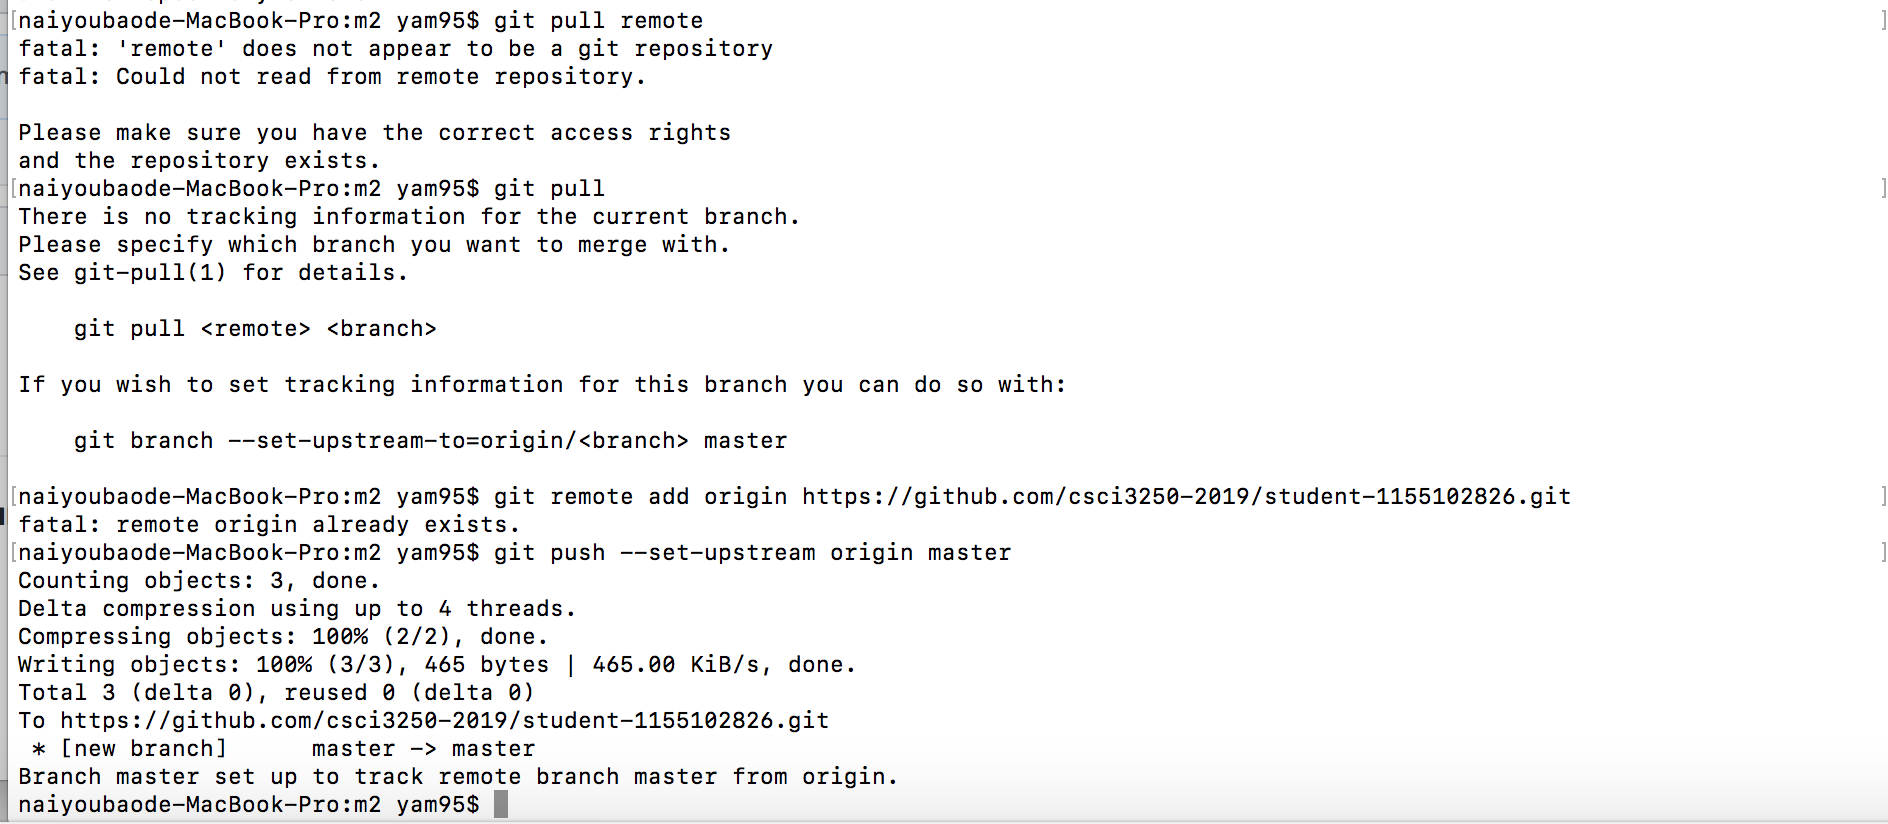 [naiyoubaode-MacBook-Pro:m2 yam95$ git pull remote ]
fatal: 'remote' does not appear to be a git repository
fatal: Could not read from remote repository.
Please make sure you have the correct access rights
and the repository exists.
[naiyoubaode-MacBook-Pro:m2 yam95$ git pull ]
There is no tracking information for the current branch.
Please specify which branch you want to merge with.
See git-pull(1) for details.
git pull <remote> <branch>
If you wish to set tracking information for this branch you can do so with:
git branch --set-upstream-to=origin/<branch> master
[naiyoubaode-MacBook-Pro:m2 yam95$ git remote add origin https://github.com/csci3250-2019/student-1155102826.git ]
fatal: remote origin already exists.
[naiyoubaode-MacBook-Pro:m2 yam95$ git push --set-upstream origin master ]
Counting objects: 3, done.
Delta compression using up to 4 threads.
Compressing objects: 100% (2/2), done.
Writing objects: 100% (3/3), 465 bytes | 465.00 KiB/s, done.
Total 3 (delta 0), reused 0 (delta 0)
To https://github.com/csci3250-2019/student-1155102826.git
* [new branch] master -> master
Branch master set up to track remote branch master from origin.
naiyoubaode-MacBook-Pro:m2 yam95$